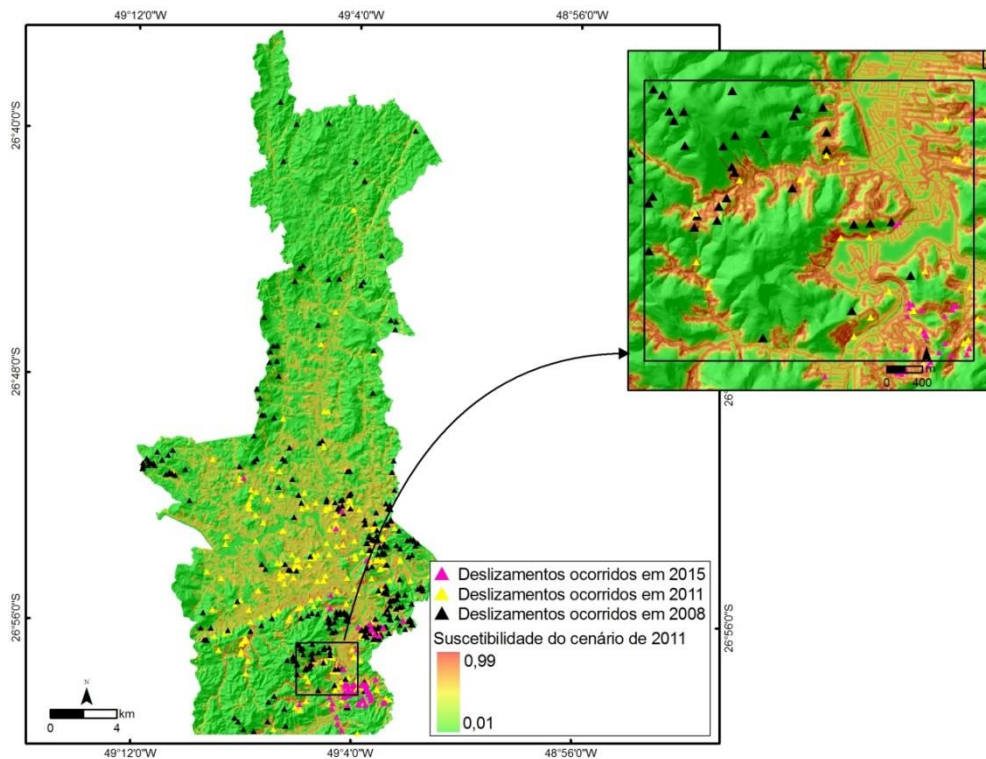 49°12'0"W
49°4'0"W
48°56'0"W
26°40'0"S
26°48'0"S
26°56'0"S
m
0 400
Deslizamentos ocorridos em 2015
Deslizamentos ocorridos em 2011
Deslizamentos ocorridos em 2008
Suscetibilidade do cenário de 2011
0,99
0,01
26°40'
26°56'0"S
N
km
0 4
49°12'0"W
49°4'0"W
48°56'0"W